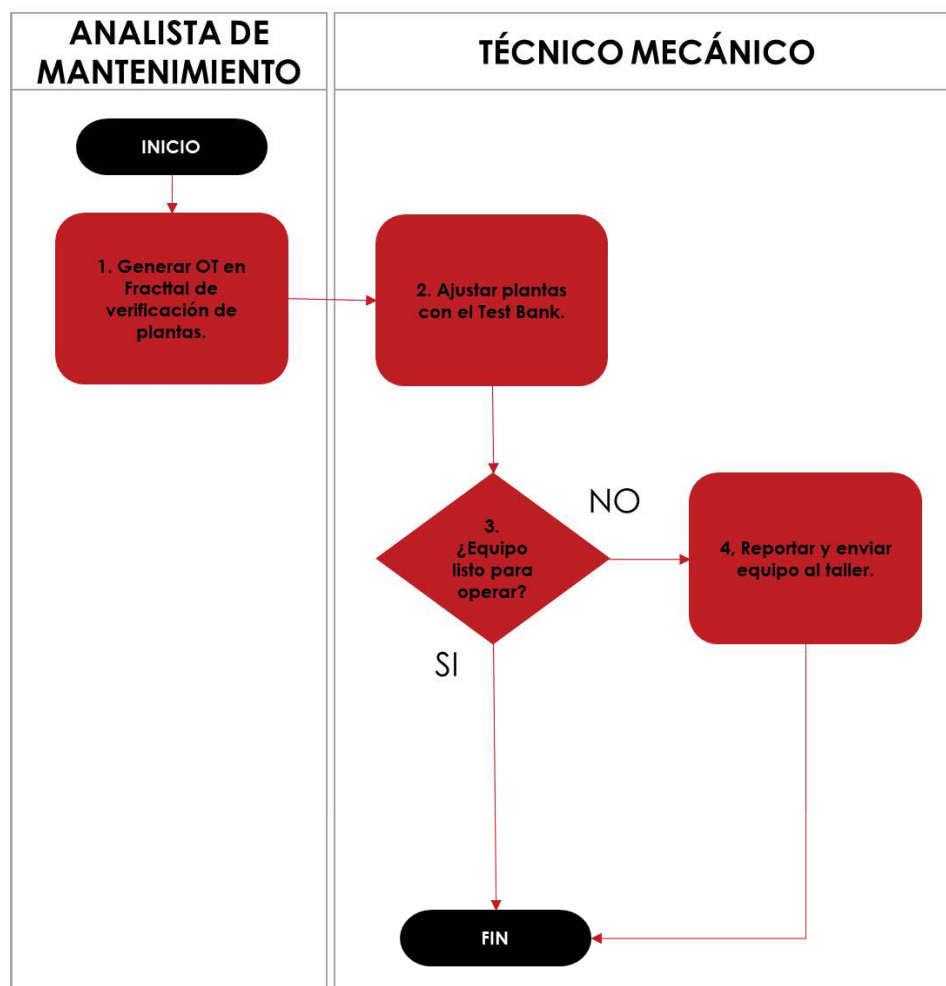 ANALISTA DE
MANTENIMIENTO
TÉCNICO MECÁNICO
INICIO
1. Generar OT en
Fracttal de
verificación de
plantas.
2. Ajustar plantas
con el Test Bank.
3.
¿Equipo
listo para
operar?
NO
4, Reportar y enviar
equipo al taller.
SI
FIN